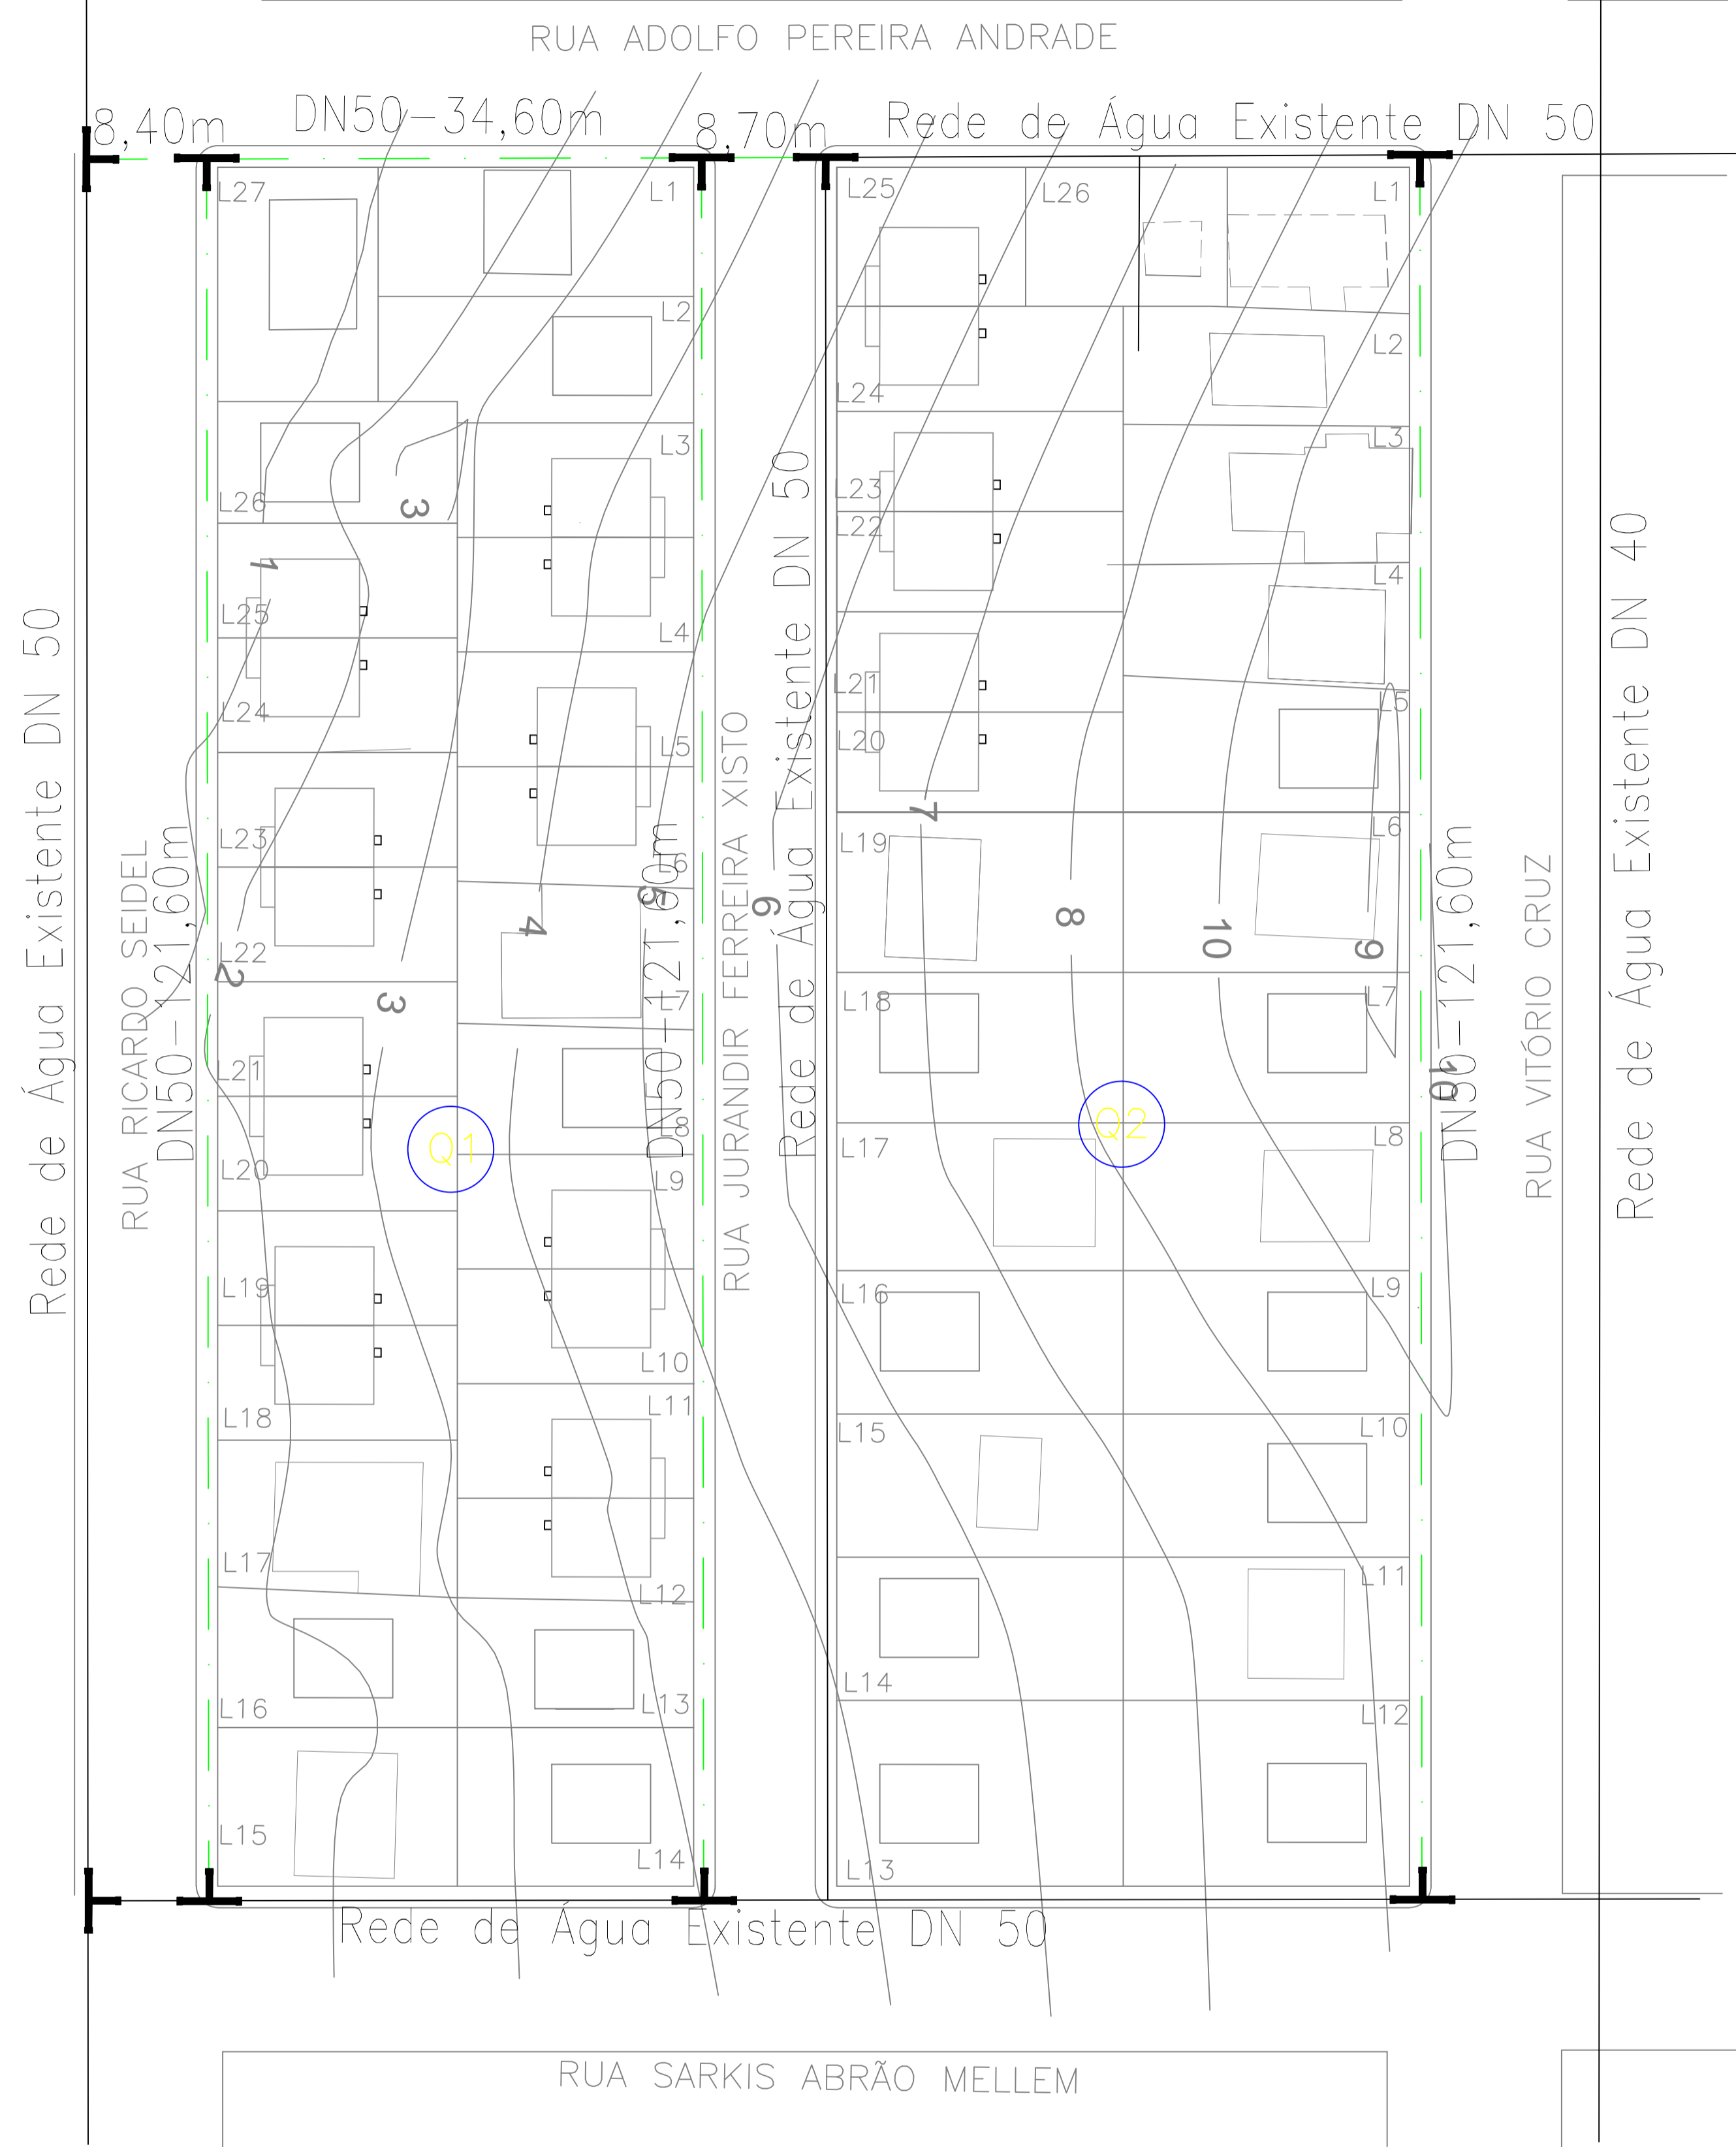 RUA ADOLFO PEREIRA ANDRADE
8,40m
DN50-34,60m
8,70m
Rede de Água Existente DN 50
L27
L1
L2
L3
L26
L25
L4
L24
L5
L23
L6
L22
L7
L21
L8
L20
L9
L19
L10
L18
L11
L17
L12
L16
L13
L15
L14
Q1
1
2
3
3
4
5
L25
L26
L1
L2
L24
L3
L23
L22
L4
L21
L5
L20
L6
L19
L7
L18
L8
L17
L9
L16
L10
L15
L11
L14
L12
L13
Q2
6
7
8
10
9
10
Rede de Água Existente DN 50
RUA RICARDO SEIDEL
DN50-121,60m
DN50-121,60m
RUA JURANDIR FERREIRA XISTO
Rede de Água Existente DN 50
DN50-121,60m
RUA VITÓRIO CRUZ
Rede de Água Existente DN 40
Rede de Água Existente DN 50
RUA SARKIS ABRÃO MELLEM